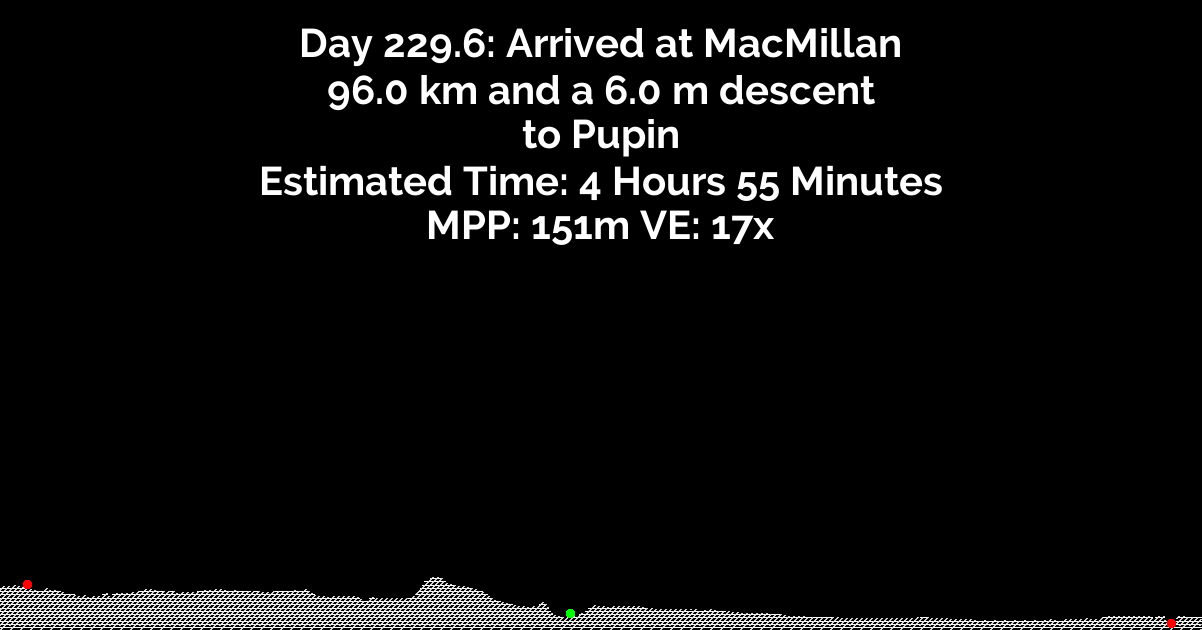 Day 229.6: Arrived at MacMillan
96.0 km and a 6.0 m descent
to Pupin
Estimated Time: 4 Hours 55 Minutes
MPP: 151m VE: 17x